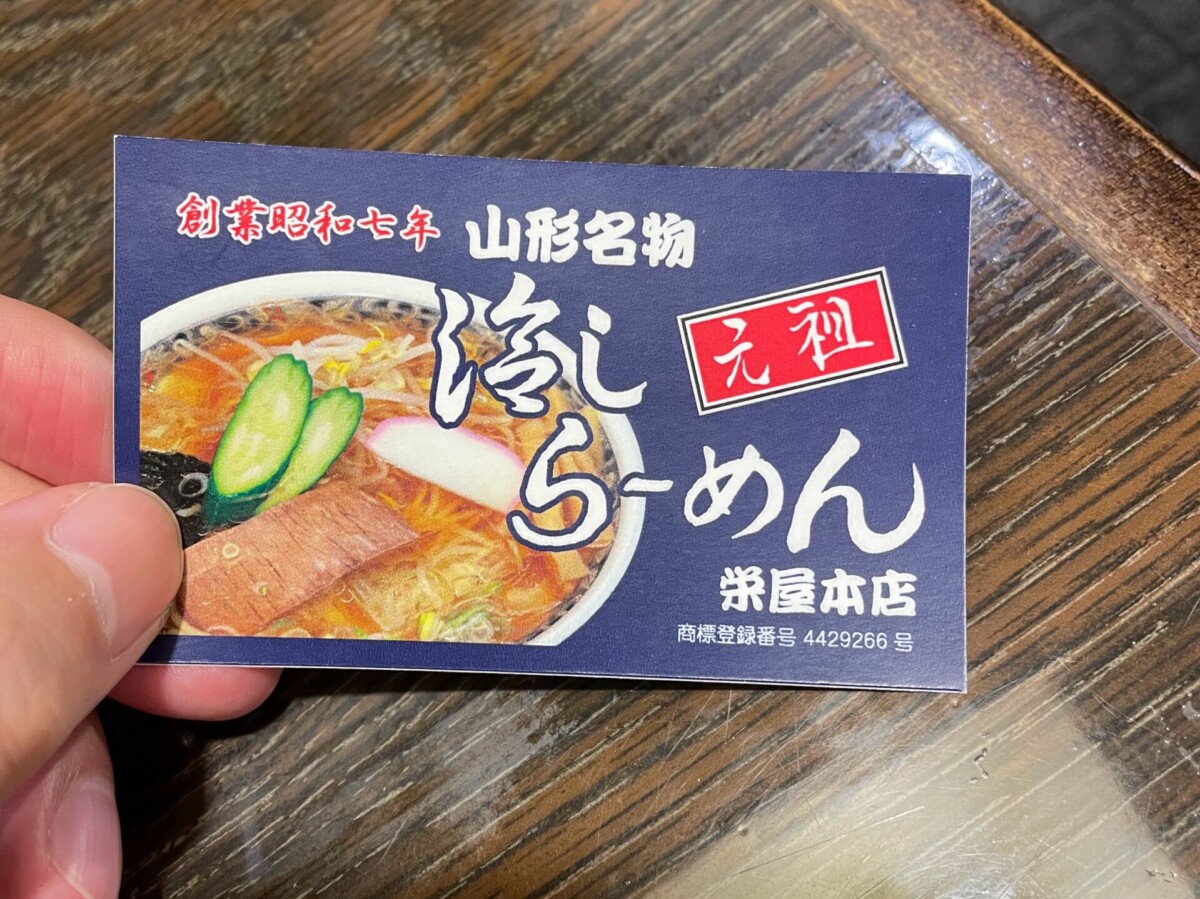 創業昭和七年
山形名物
元祖
冷し
らーめん
栄屋本店
商標登録番号 4429266 号